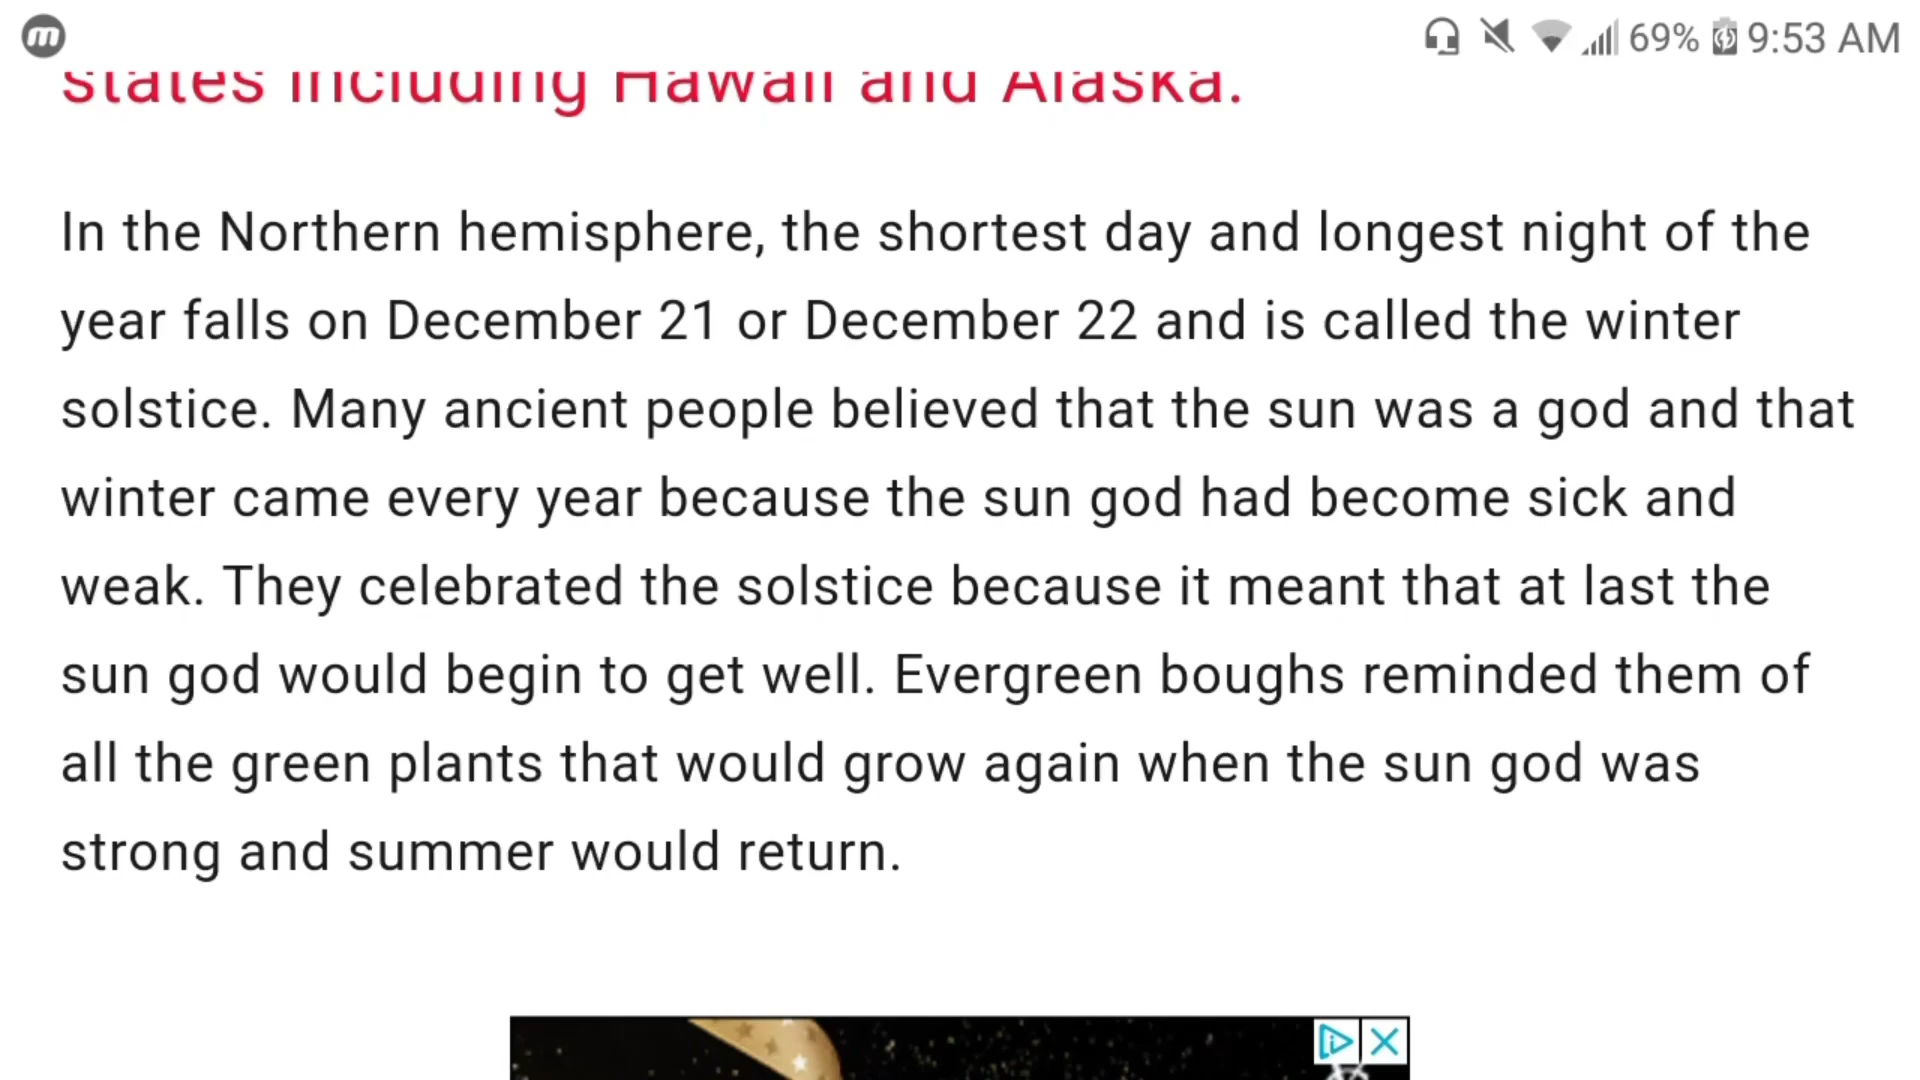 69% 9:53 AM
states including Hawaii and Alaska.
In the Northern hemisphere, the shortest day and longest night of the
year falls on December 21 or December 22 and is called the winter
solstice. Many ancient people believed that the sun was a god and that
winter came every year because the sun god had become sick and
weak. They celebrated the solstice because it meant that at last the
sun god would begin to get well. Evergreen boughs reminded them of
all the green plants that would grow again when the sun god was
strong and summer would return.